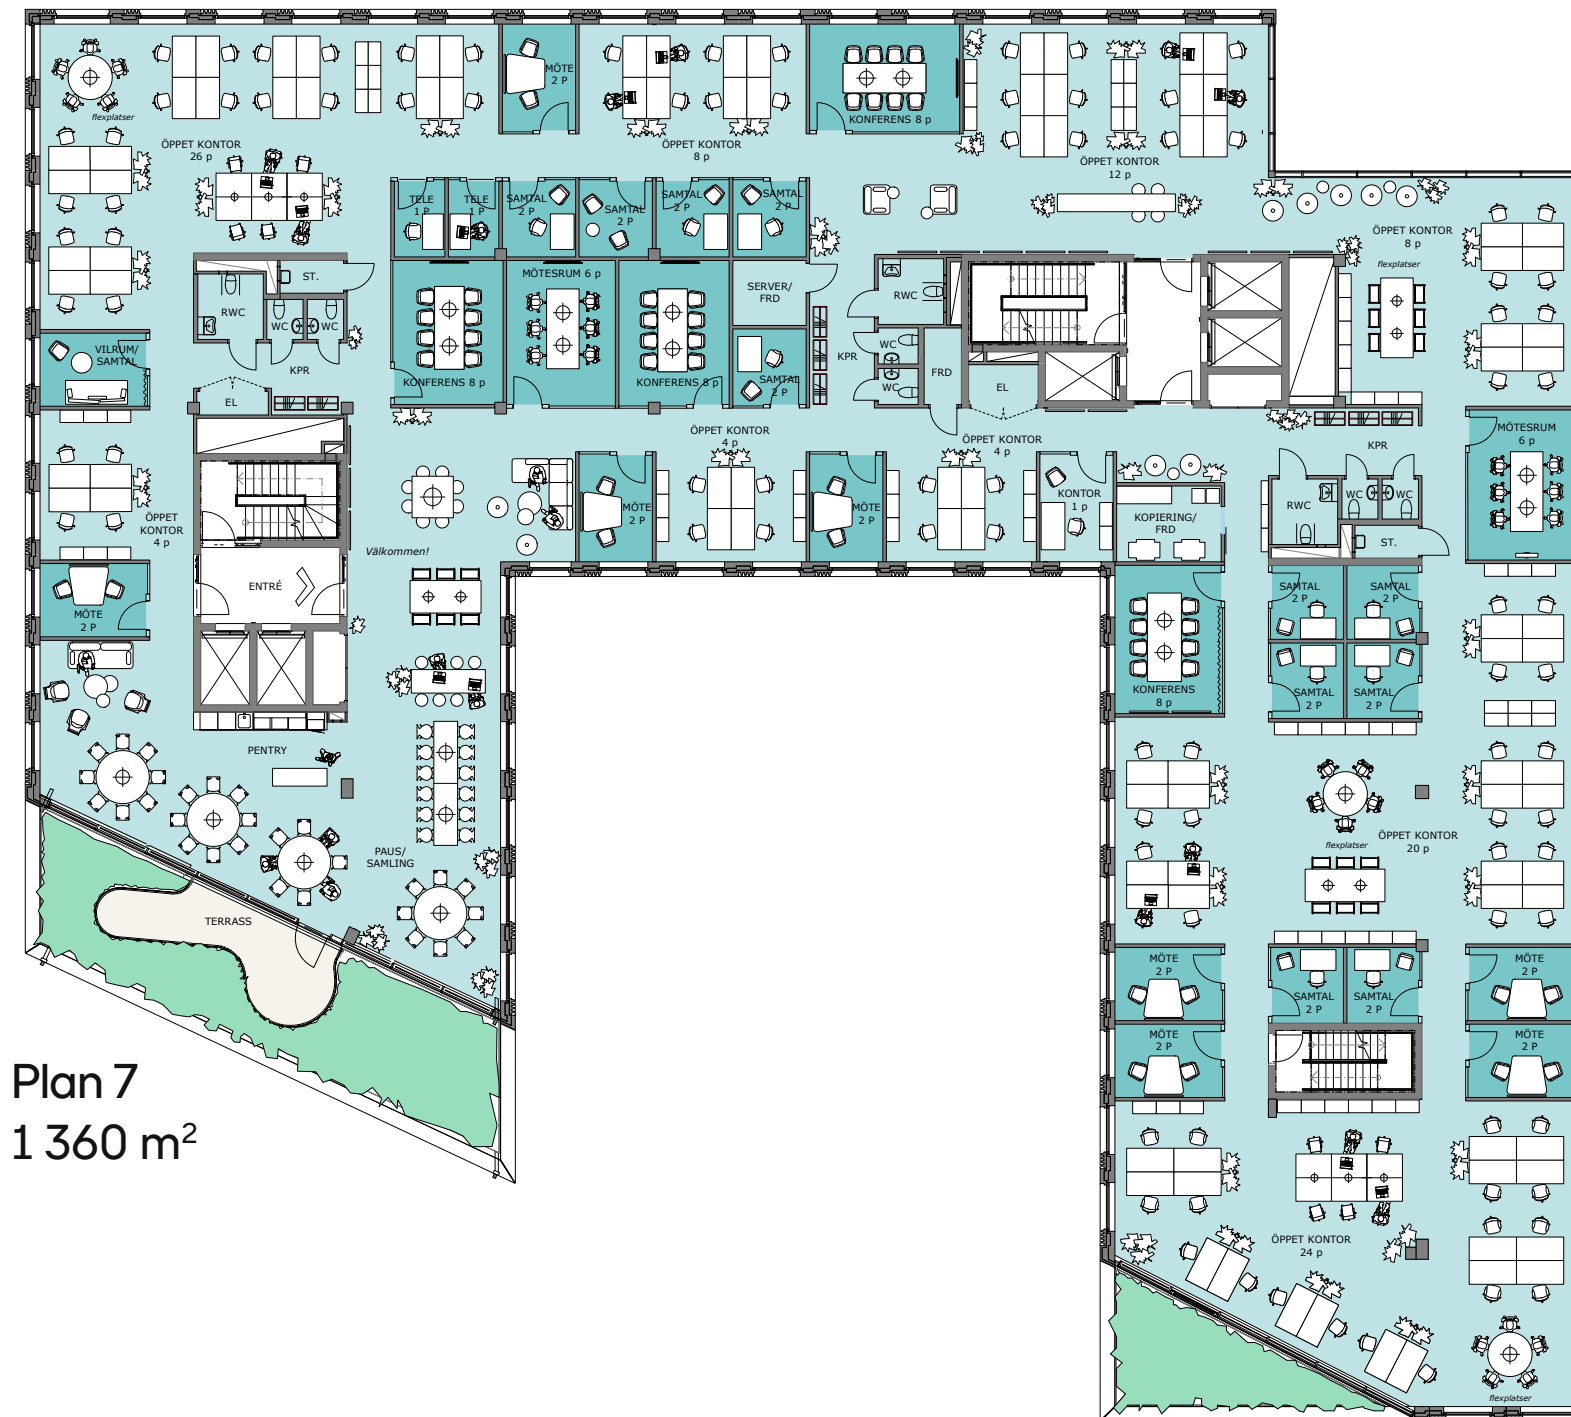 MÖTE
2 P
KONFERENS 8 p
flexplatser
ÖPPET KONTOR
26 p
ÖPPET KONTOR
8 p
ÖPPET KONTOR
12 p
TELE
1 P
TELE
1 P
SAMTAL
2 P
SAMTAL
2 P
SAMTAL
2 P
SAMTAL
2 P
ÖPPET KONTOR
8 p
flexplatser
ST.
RWC
WC
WC
KPR
EL
VILRUM/
SAMTAL
KONFERENS 8 p
MÖTESRUM 6 p
KONFERENS 8 p
SERVER/
FRD
SAMTAL
2 P
KPR
RWC
WC
WC
FRD
EL
ÖPPET KONTOR
4 p
ÖPPET KONTOR
4 p
KPR
MÖTESRUM
6 p
ÖPPET
KONTOR
4 p
Välkommen!
MÖTE
2 P
MÖTE
2 P
KONTOR
1 p
KOPIERING/
FRD
RWC
WC
WC
ST.
ENTRÉ
MÖTE
2 P
SAMTAL
2 P
SAMTAL
2 P
SAMTAL
2 P
SAMTAL
2 P
KONFERENS
8 p
PENTRY
PAUS/
SAMLING
flexplatser
ÖPPET KONTOR
20 p
TERRASS
MÖTE
2 P
SAMTAL
2 P
SAMTAL
2 P
MÖTE
2 P
MÖTE
2 P
MÖTE
2 P
Plan 7
1 360 m²
ÖPPET KONTOR
24 p
flexplatser